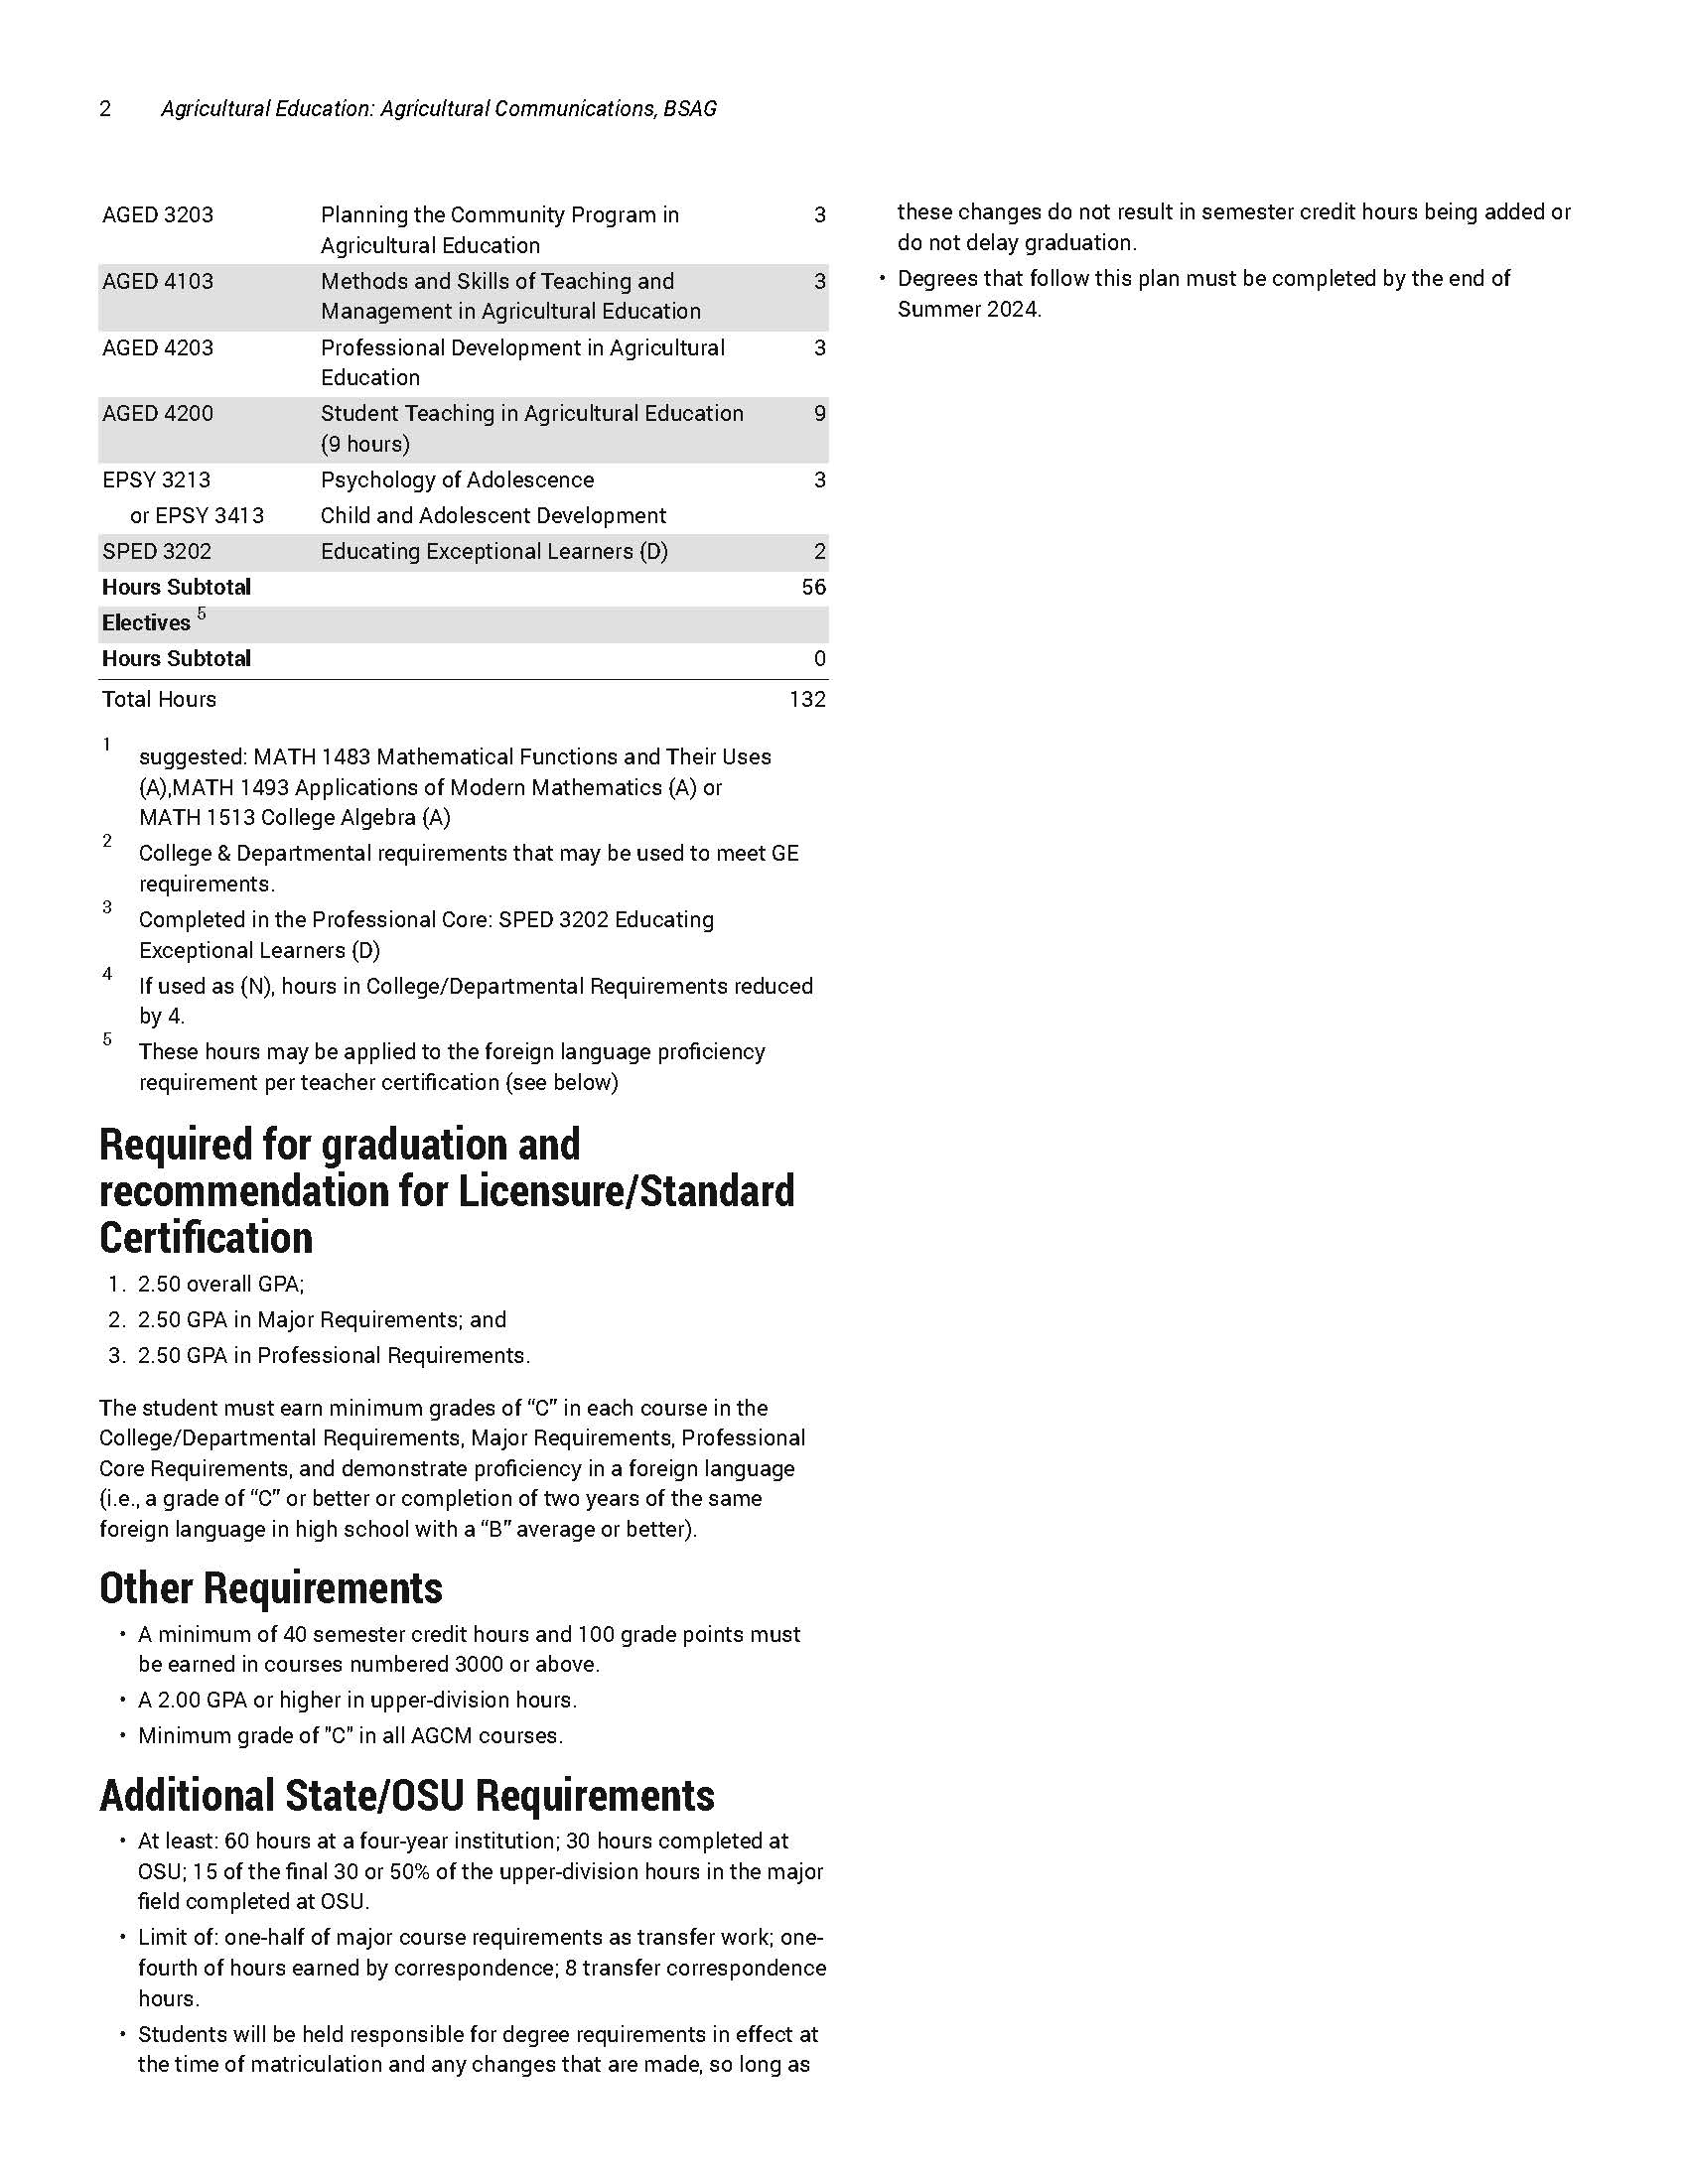 2 Agricultural Education: Agricultural Communications, BSAG
AGED 3203 Planning the Community Program in 3
Agricultural Education
AGED 4103 Methods and Skills of Teaching and 3
Management in Agricultural Education
AGED 4203 Professional Development in Agricultural 3
Education
AGED 4200 Student Teaching in Agricultural Education 9
(9 hours)
EPSY 3213 Psychology of Adolescence 3
or EPSY 3413 Child and Adolescent Development
SPED 3202 Educating Exceptional Learners (D) 2
Hours Subtotal 56
Electives 5
Hours Subtotal 0
Total Hours 132
1 suggested: MATH 1483 Mathematical Functions and Their Uses
(A),MATH 1493 Applications of Modern Mathematics (A) or
MATH 1513 College Algebra (A)
2 College & Departmental requirements that may be used to meet GE
requirements.
3 Completed in the Professional Core: SPED 3202 Educating
Exceptional Learners (D)
4 If used as (N), hours in College/Departmental Requirements reduced
by 4.
5 These hours may be applied to the foreign language proficiency
requirement per teacher certification (see below)
Required for graduation and
recommendation for Licensure/Standard
Certification
1. 2.50 overall GPA;
2. 2.50 GPA in Major Requirements; and
3. 2.50 GPA in Professional Requirements.
The student must earn minimum grades of “C” in each course in the
College/Departmental Requirements, Major Requirements, Professional
Core Requirements, and demonstrate proficiency in a foreign language
(i.e., a grade of “C” or better or completion of two years of the same
foreign language in high school with a “B” average or better).
Other Requirements
• A minimum of 40 semester credit hours and 100 grade points must
be earned in courses numbered 3000 or above.
• A 2.00 GPA or higher in upper-division hours.
• Minimum grade of "C" in all AGCM courses.
Additional State/OSU Requirements
• At least: 60 hours at a four-year institution; 30 hours completed at
OSU; 15 of the final 30 or 50% of the upper-division hours in the major
field completed at OSU.
• Limit of: one-half of major course requirements as transfer work; one-
fourth of hours earned by correspondence; 8 transfer correspondence
hours.
• Students will be held responsible for degree requirements in effect at
the time of matriculation and any changes that are made, so long as
these changes do not result in semester credit hours being added or
do not delay graduation.
• Degrees that follow this plan must be completed by the end of
Summer 2024.